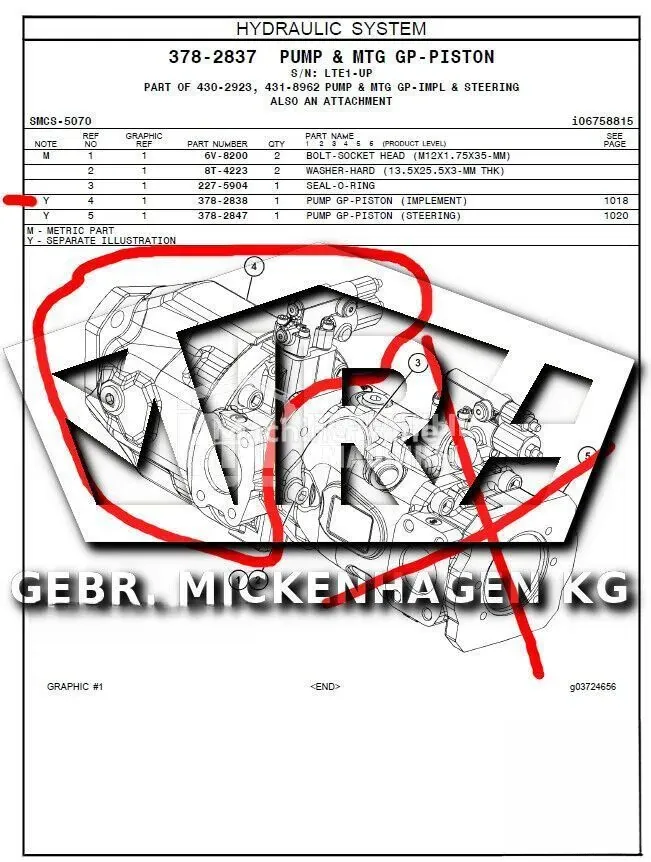 HYDRAULIC SYSTEM
378-2837 PUMP & MTG GP-PISTON
S/N: LTE1-UP
PART OF 430-2923, 431-8962 PUMP & MTG GP-IMPL & STEERING
ALSO AN ATTACHMENT
SMCS-5070 i06758815
NOTE REF NO GRAPHIC REF PART NUMBER QTY PART NAME 1 2 3 4 5 6 (PRODUCT LEVEL) SEE PAGE
M 1 1 6V-8200 2 BOLT-SOCKET HEAD (M12X1.75X35-MM)
2 1 8T-4223 2 WASHER-HARD (13.5X25.5X3-MM THK)
3 1 227-5904 1 SEAL-O-RING
Y 4 1 378-2838 1 PUMP GP-PISTON (IMPLEMENT) 1018
Y 5 1 378-2847 1 PUMP GP-PISTON (STEERING) 1020
M - METRIC PART
Y - SEPARATE ILLUSTRATION
4
3
5
WIRA
GEBR. MICKENHAGEN KG
GRAPHIC #1 <END> g03724656